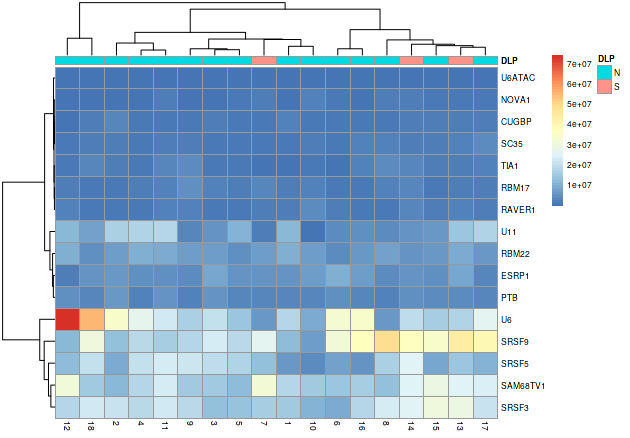 DLP
U6ATAC
NOVA1
CUGBP
SC35
TIA1
RBM17
RAVER1
U11
RBM22
ESRP1
PTB
U6
SRSF9
SRSF5
SAM68TV1
SRSF3
12 18 2 4 11 9 3 5 7 1 10 6 16 8 14 15 13 17
7e+07
6e+07
5e+07
4e+07
3e+07
2e+07
1e+07
DLP
N
S